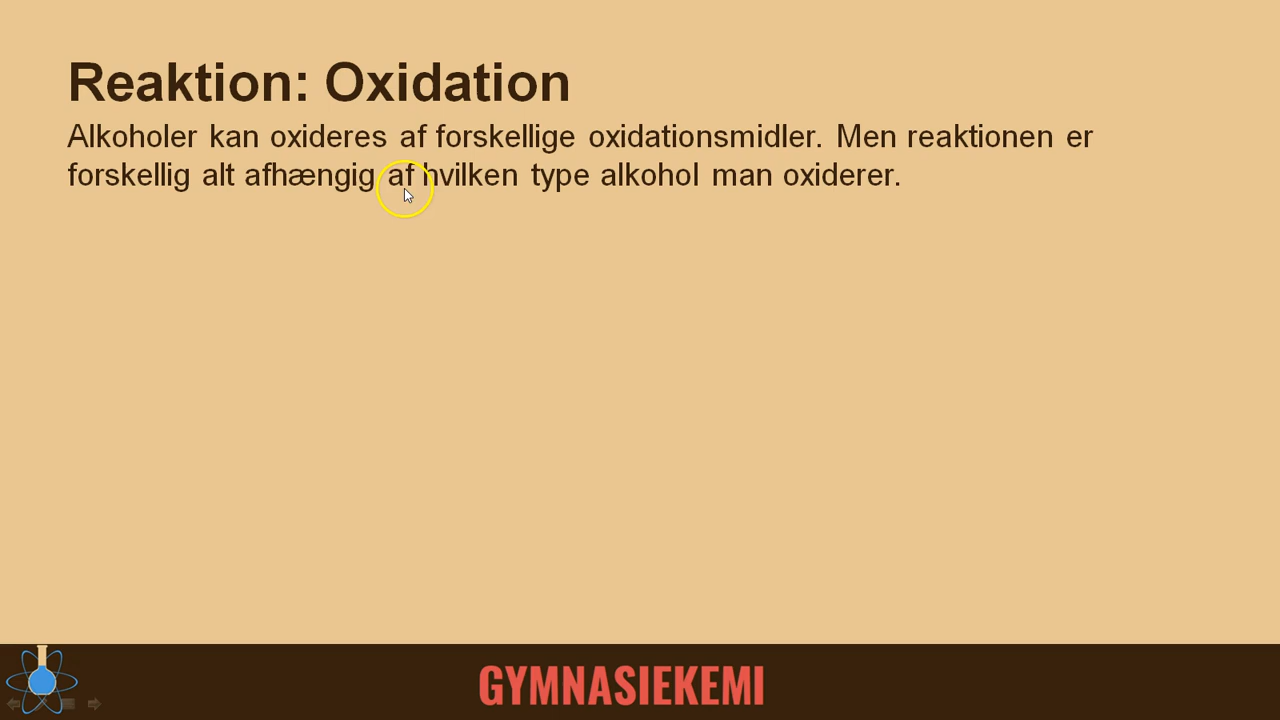 Reaktion: Oxidation
Alkoholer kan oxideres af forskellige oxidationsmidler. Men reaktionen er
forskellig alt afhængig af hvilken type alkohol man oxiderer.
GYMNASIEKEMI